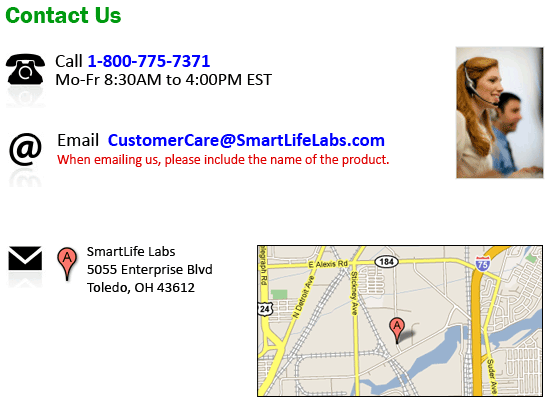 Contact Us
Call 1-800-775-7371
Mo-Fr 8:30AM to 4:00PM EST
@ Email CustomerCare@SmartLifeLabs.com
When emailing us, please include the name of the product.
A SmartLife Labs
5055 Enterprise Blvd
Toledo, OH 43612
E Alexis Rd
184
75
N Detroit Ave
Stickney Ave
24
A
Suder Ave